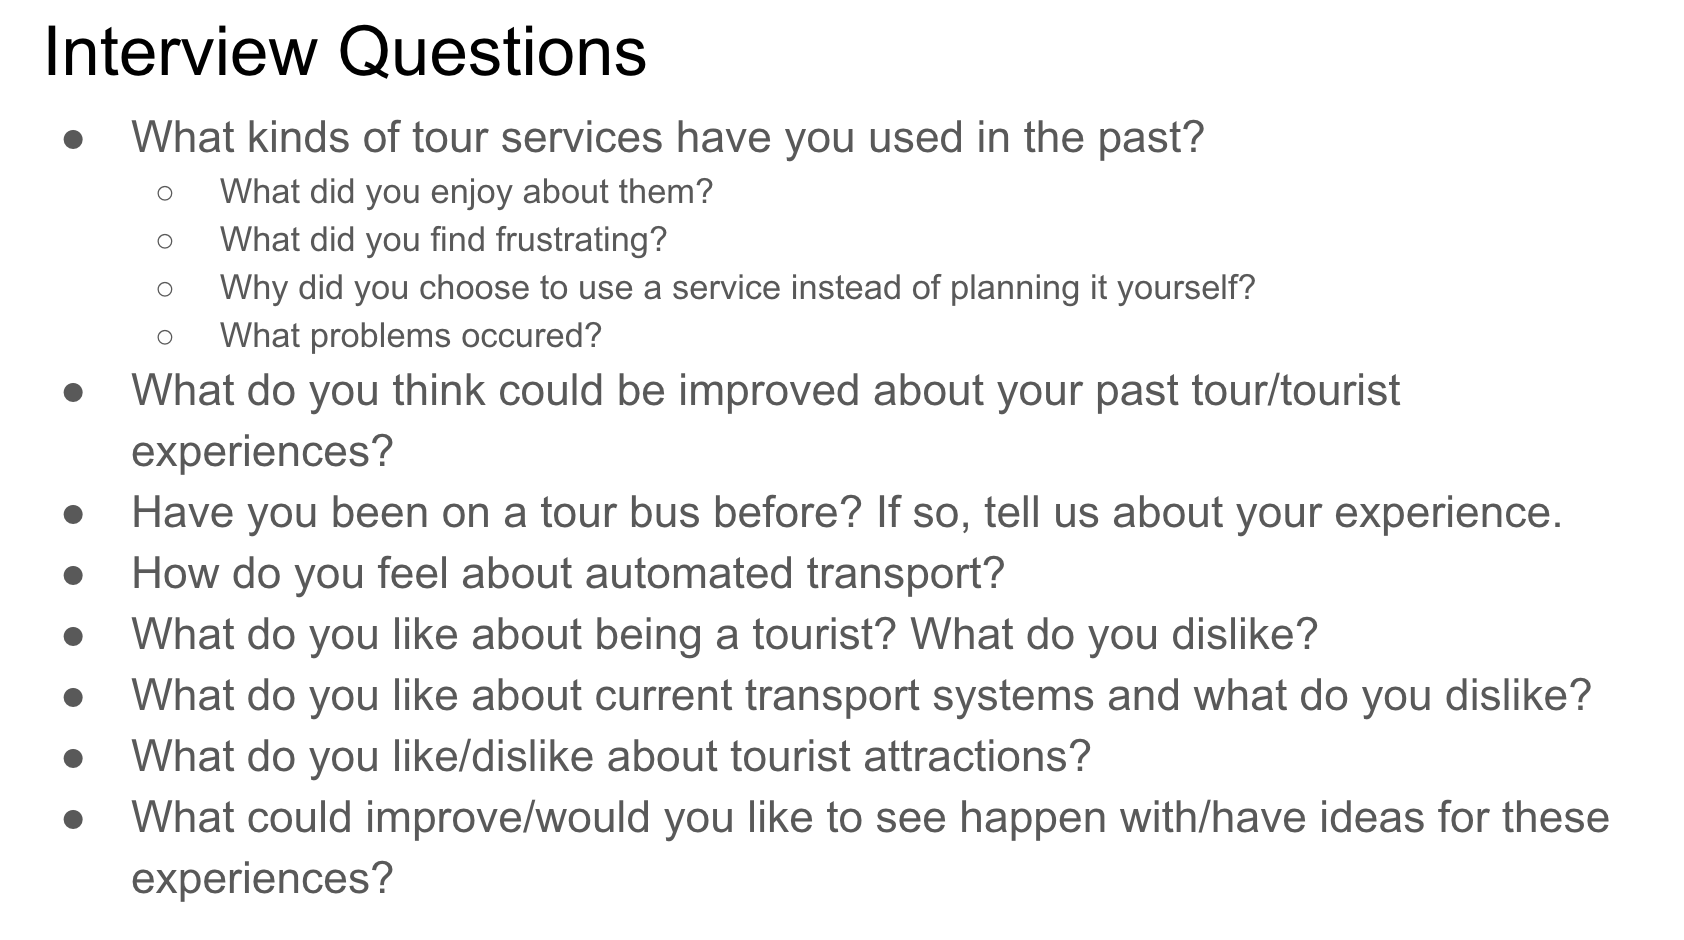 Interview Questions
● What kinds of tour services have you used in the past?
○ What did you enjoy about them?
○ What did you find frustrating?
○ Why did you choose to use a service instead of planning it yourself?
○ What problems occured?
● What do you think could be improved about your past tour/tourist
experiences?
● Have you been on a tour bus before? If so, tell us about your experience.
● How do you feel about automated transport?
● What do you like about being a tourist? What do you dislike?
● What do you like about current transport systems and what do you dislike?
● What do you like/dislike about tourist attractions?
● What could improve/would you like to see happen with/have ideas for these
experiences?